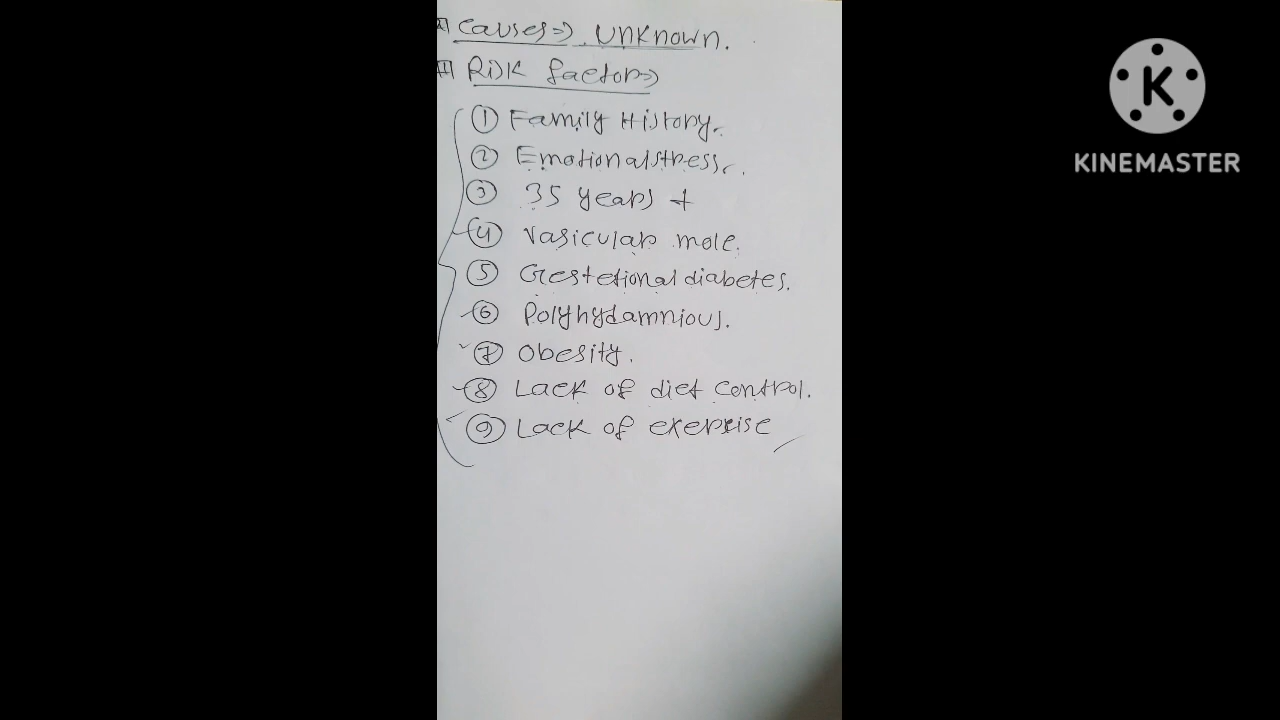 Causes => Unknown.
Risk factors =>
① Family History.
② Emotional stress.
③ 35 years +
④ Vasicular mole.
⑤ Gestetional diabetes.
⑥ Polyhydamnious.
⑦ Obesity.
⑧ Lack of diet control.
⑨ Lack of exercise
K
KINEMASTER